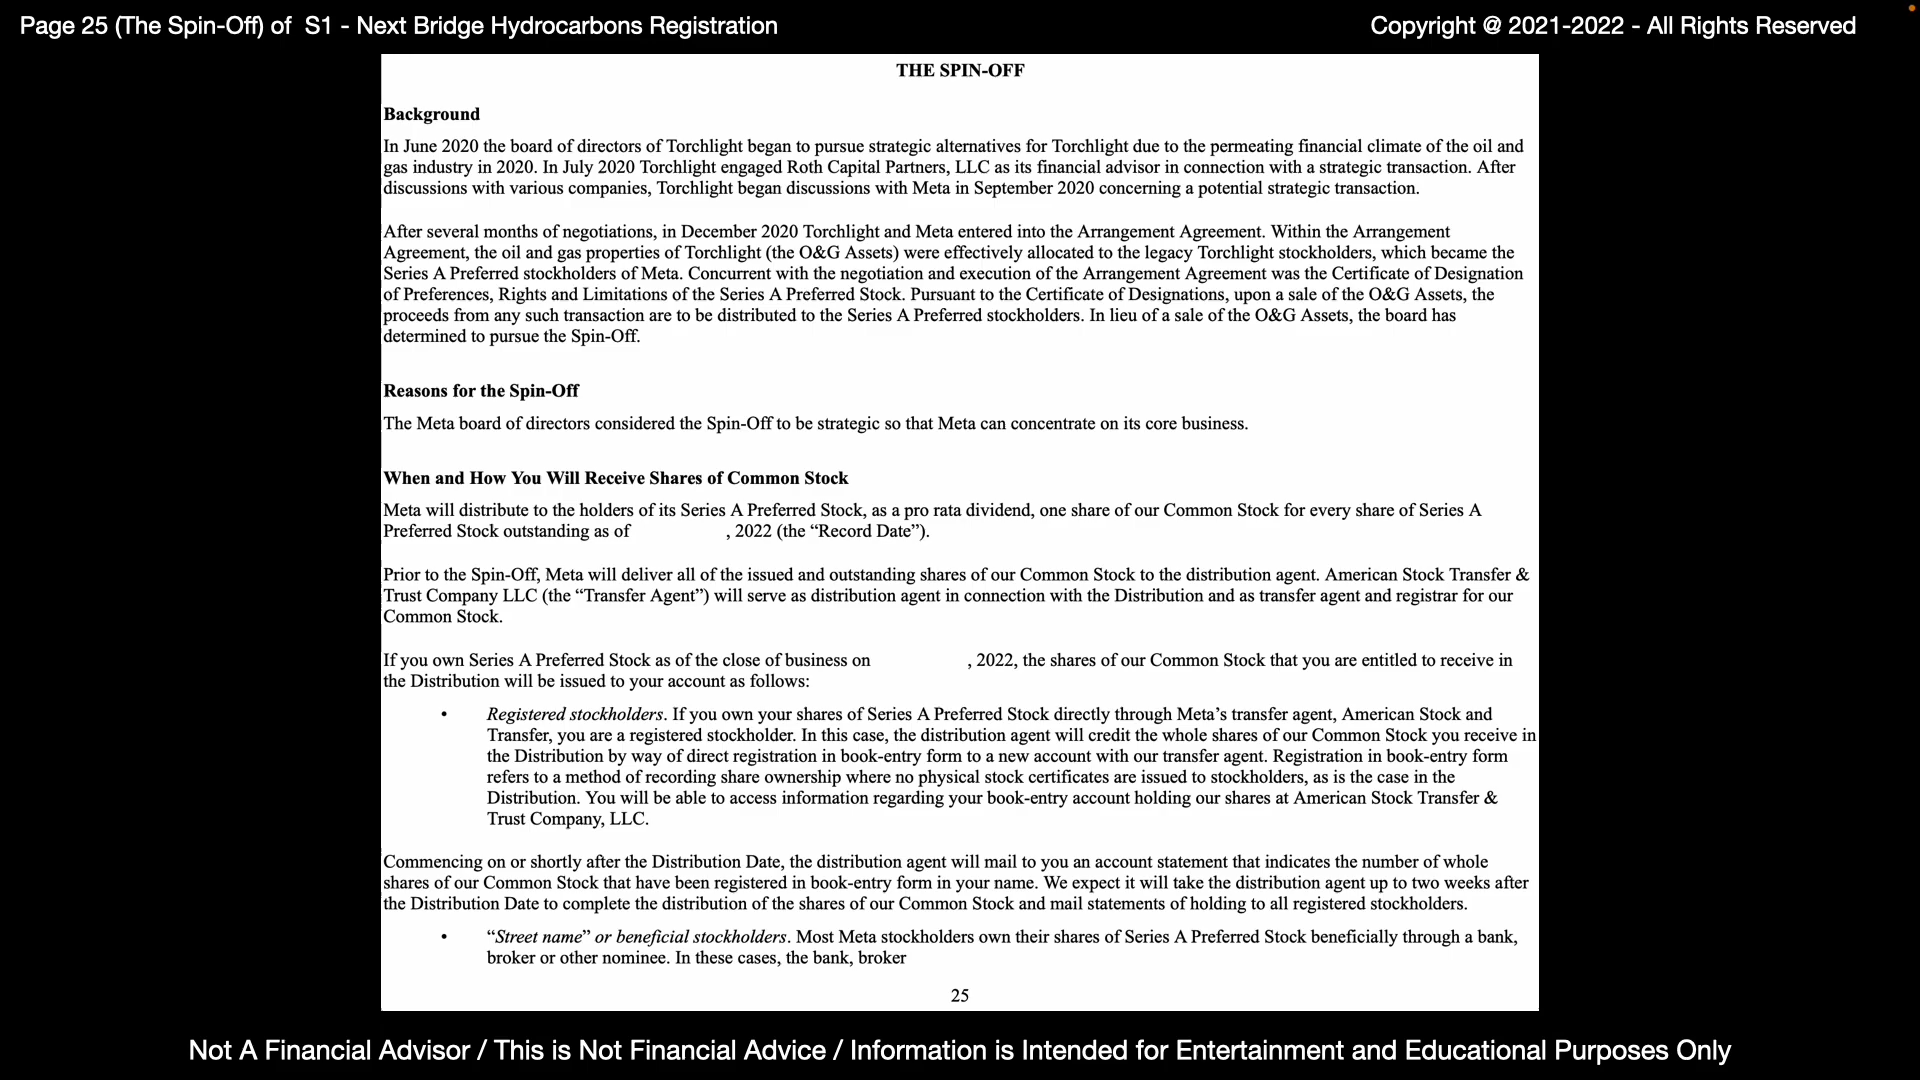 Page 25 (The Spin-Off) of  S1 - Next Bridge Hydrocarbons Registration
Copyright @ 2021-2022 - All Rights Reserved
THE SPIN-OFF
Background
In June 2020 the board of directors of Torchlight began to pursue strategic alternatives for Torchlight due to the permeating financial climate of the oil and
gas industry in 2020. In July 2020 Torchlight engaged Roth Capital Partners, LLC as its financial advisor in connection with a strategic transaction. After
discussions with various companies, Torchlight began discussions with Meta in September 2020 concerning a potential strategic transaction.
After several months of negotiations, in December 2020 Torchlight and Meta entered into the Arrangement Agreement. Within the Arrangement
Agreement, the oil and gas properties of Torchlight (the O&G Assets) were effectively allocated to the legacy Torchlight stockholders, which became the
Series A Preferred stockholders of Meta. Concurrent with the negotiation and execution of the Arrangement Agreement was the Certificate of Designation
of Preferences, Rights and Limitations of the Series A Preferred Stock. Pursuant to the Certificate of Designations, upon a sale of the O&G Assets, the
proceeds from any such transaction are to be distributed to the Series A Preferred stockholders. In lieu of a sale of the O&G Assets, the board has
determined to pursue the Spin-Off.
Reasons for the Spin-Off
The Meta board of directors considered the Spin-Off to be strategic so that Meta can concentrate on its core business.
When and How You Will Receive Shares of Common Stock
Meta will distribute to the holders of its Series A Preferred Stock, as a pro rata dividend, one share of our Common Stock for every share of Series A
Preferred Stock outstanding as of                    , 2022 (the “Record Date”).
Prior to the Spin-Off, Meta will deliver all of the issued and outstanding shares of our Common Stock to the distribution agent. American Stock Transfer &
Trust Company LLC (the “Transfer Agent”) will serve as distribution agent in connection with the Distribution and as transfer agent and registrar for our
Common Stock.
If you own Series A Preferred Stock as of the close of business on                    , 2022, the shares of our Common Stock that you are entitled to receive in
the Distribution will be issued to your account as follows:
• Registered stockholders. If you own your shares of Series A Preferred Stock directly through Meta’s transfer agent, American Stock and
Transfer, you are a registered stockholder. In this case, the distribution agent will credit the whole shares of our Common Stock you receive in
the Distribution by way of direct registration in book-entry form to a new account with our transfer agent. Registration in book-entry form
refers to a method of recording share ownership where no physical stock certificates are issued to stockholders, as is the case in the
Distribution. You will be able to access information regarding your book-entry account holding our shares at American Stock Transfer &
Trust Company, LLC.
Commencing on or shortly after the Distribution Date, the distribution agent will mail to you an account statement that indicates the number of whole
shares of our Common Stock that have been registered in book-entry form in your name. We expect it will take the distribution agent up to two weeks after
the Distribution Date to complete the distribution of the shares of our Common Stock and mail statements of holding to all registered stockholders.
• “Street name” or beneficial stockholders. Most Meta stockholders own their shares of Series A Preferred Stock beneficially through a bank,
broker or other nominee. In these cases, the bank, broker
25
Not A Financial Advisor / This is Not Financial Advice / Information is Intended for Entertainment and Educational Purposes Only